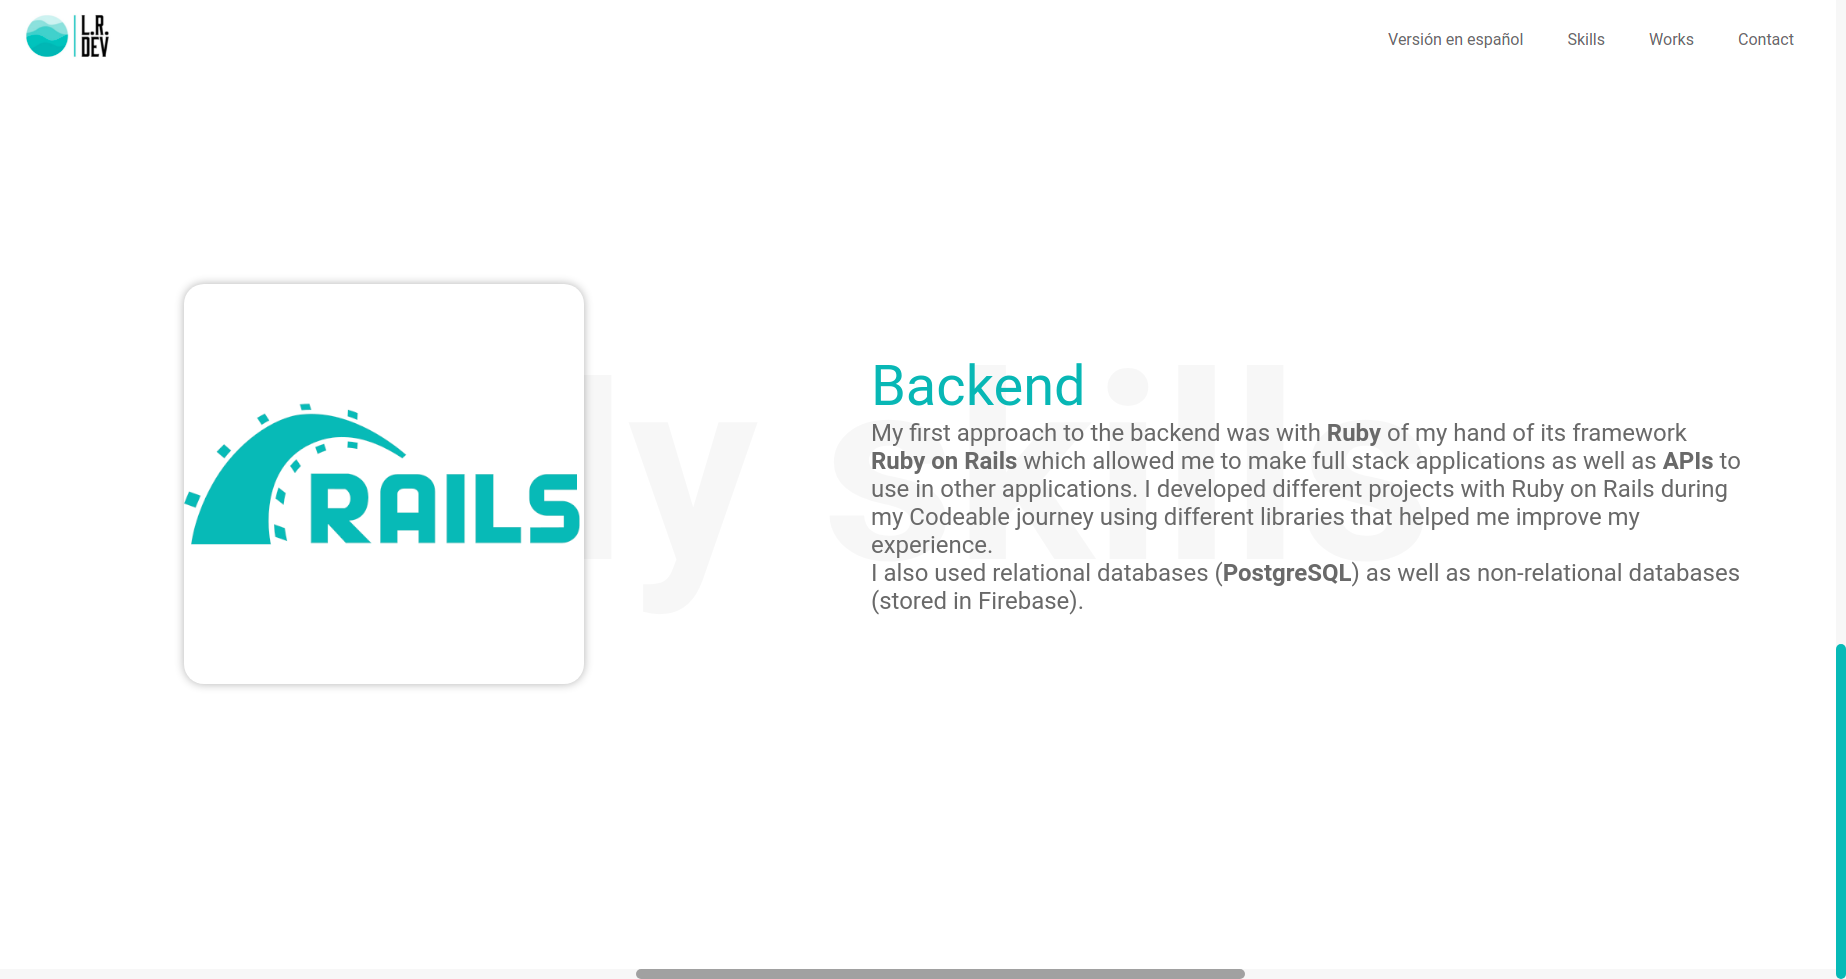 L.R.
DEV
Versión en español
Skills
Works
Contact
My skills
RAILS
Backend
My first approach to the backend was with Ruby of my hand of its framework
Ruby on Rails which allowed me to make full stack applications as well as APIs to
use in other applications. I developed different projects with Ruby on Rails during
my Codeable journey using different libraries that helped me improve my
experience.
I also used relational databases (PostgreSQL) as well as non-relational databases
(stored in Firebase).